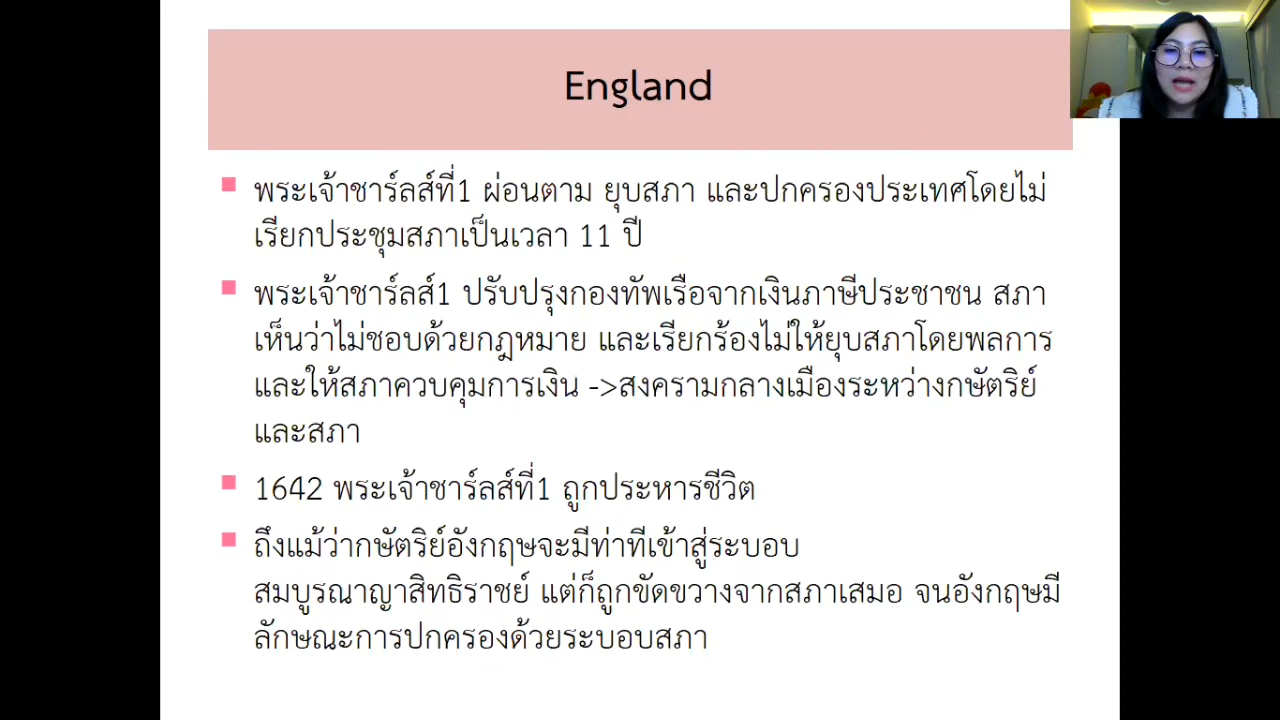 England
พระเจ้าชาร์ลส์ที่1 ผ่อนตาม ยุบสภา และปกครองประเทศโดยไม่
เรียกประชุมสภาเป็นเวลา 11 ปี
พระเจ้าชาร์ลส์1 ปรับปรุงกองทัพเรือจากเงินภาษีประชาชน สภา
เห็นว่าไม่ชอบด้วยกฎหมาย และเรียกร้องไม่ให้ยุบสภาโดยพลการ
และให้สภาควบคุมการเงิน ->สงครามกลางเมืองระหว่างกษัตริย์
และสภา
1642 พระเจ้าชาร์ลส์ที่1 ถูกประหารชีวิต
ถึงแม้ว่ากษัตริย์อังกฤษจะมีท่าทีเข้าสู่ระบอบ
สมบูรณาญาสิทธิราชย์ แต่ก็ถูกขัดขวางจากสภาเสมอ จนอังกฤษมี
ลักษณะการปกครองด้วยระบอบสภา